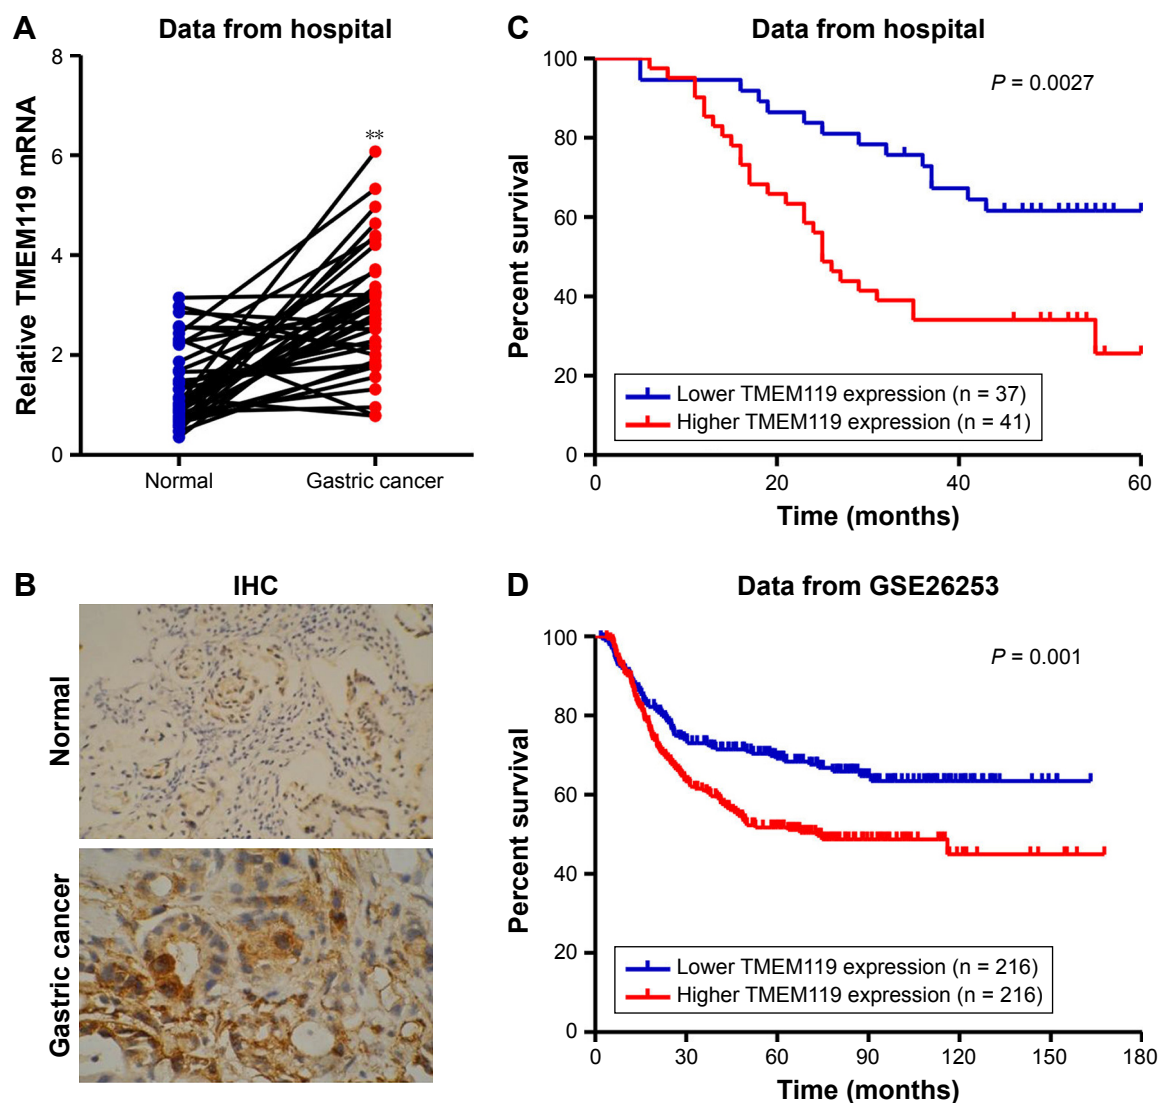 A
Data from hospital
Relative TMEM119 mRNA
8
6
4
2
0
**
Normal
Gastric cancer
C
Data from hospital
Percent survival
100
80
60
40
20
0
P = 0.0027
Lower TMEM119 expression (n = 37)
Higher TMEM119 expression (n = 41)
0 20 40 60
Time (months)
B
IHC
Normal
Gastric cancer
D
Data from GSE26253
Percent survival
100
80
60
40
20
0
P = 0.001
Lower TMEM119 expression (n = 216)
Higher TMEM119 expression (n = 216)
0 30 60 90 120 150 180
Time (months)